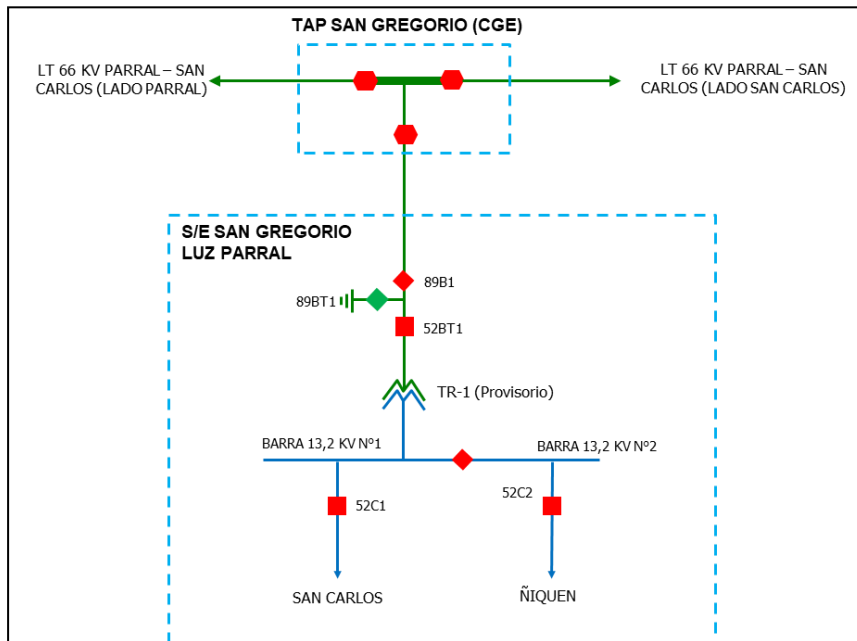 TAP SAN GREGORIO (CGE)
LT 66 KV PARRAL – SAN
CARLOS (LADO PARRAL)
LT 66 KV PARRAL – SAN
CARLOS (LADO SAN CARLOS)
S/E SAN GREGORIO
LUZ PARRAL
89B1
89BT1
52BT1
TR-1 (Provisorio)
BARRA 13,2 KV Nº1
BARRA 13,2 KV Nº2
52C1
52C2
SAN CARLOS
ÑIQUEN